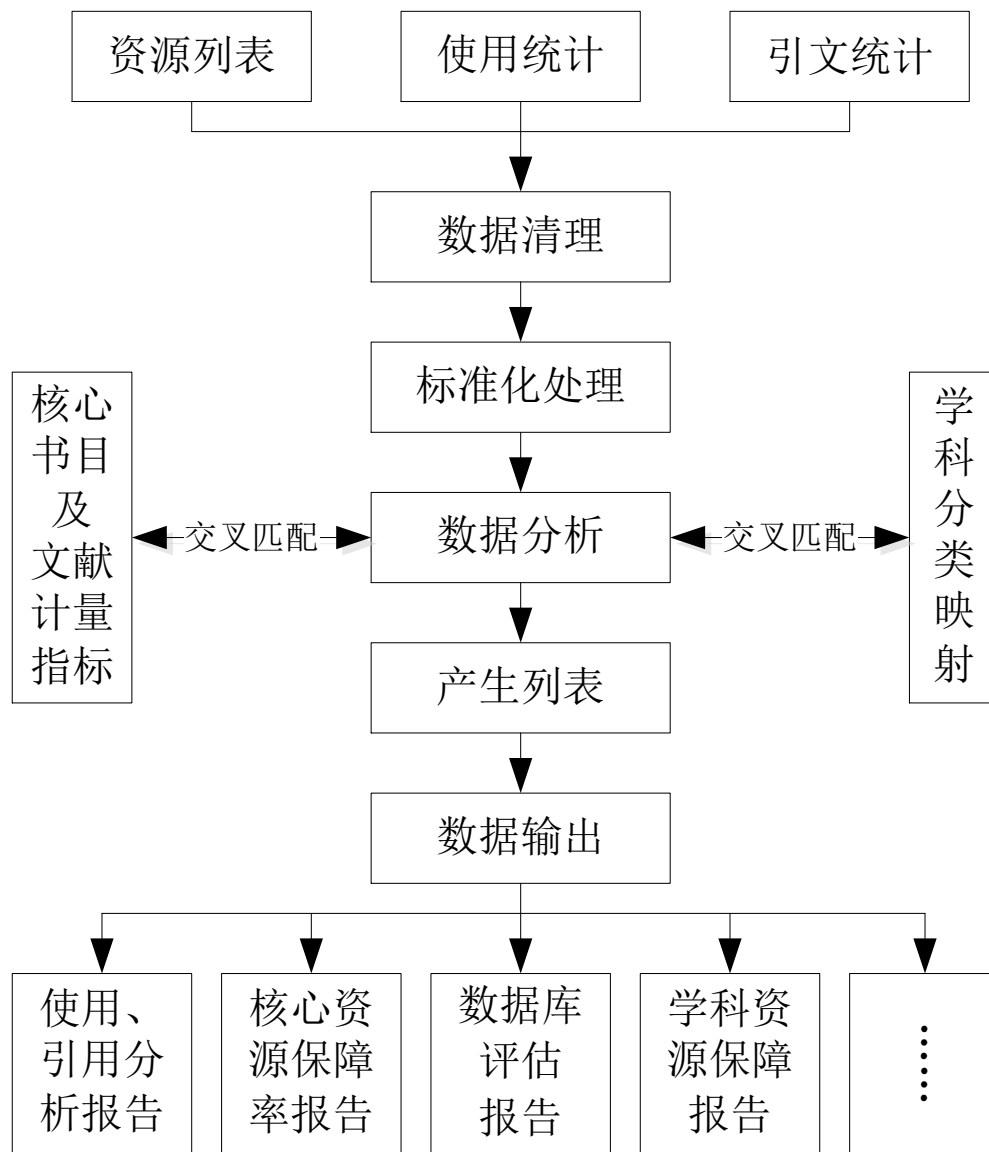 资源列表
使用统计
引文统计
数据清理
标准化处理
核心
书目
及
文献
计量
指标
交叉匹配
数据分析
交叉匹配
学
科
分
类
映
射
产生列表
数据输出
使用、
引用分
析报告
核心资
源保障
率报告
数据库
评估
报告
学科资
源保障
报告
……